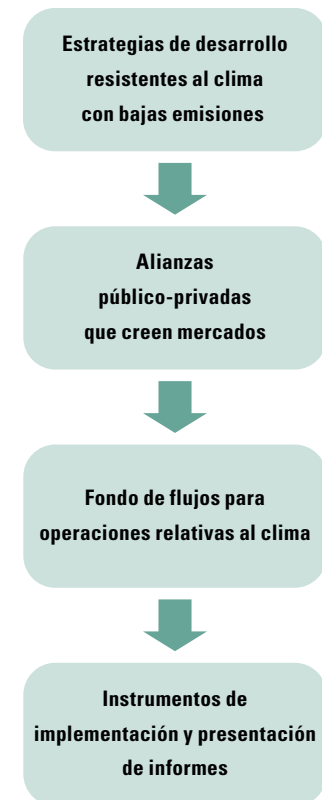 Estrategias de desarrollo
resistentes al clima
con bajas emisiones
Alianzas
público-privadas
que creen mercados
Fondo de flujos para
operaciones relativas al clima
Instrumentos de
implementación y presentación
de informes